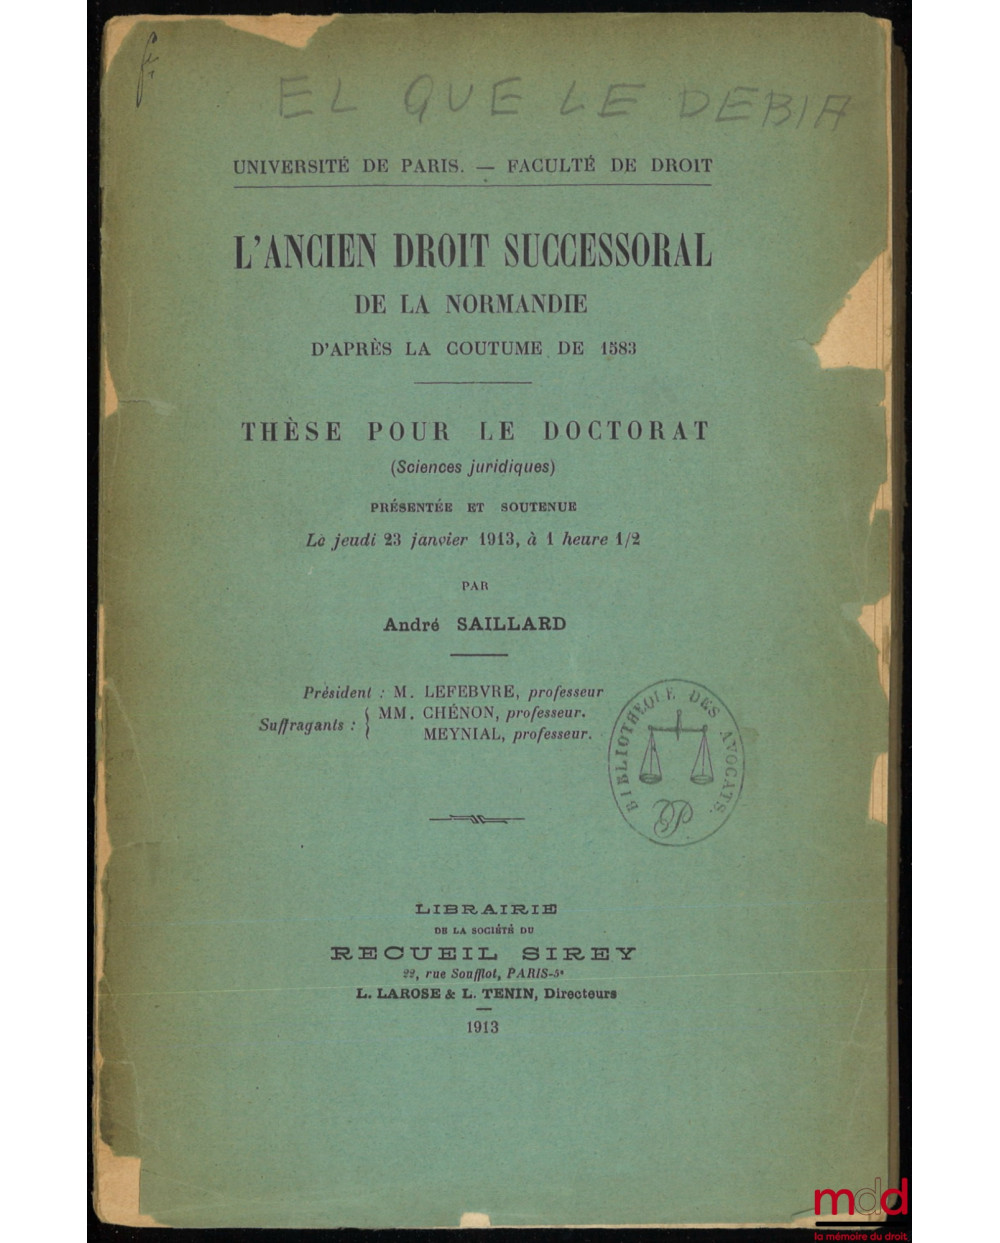 EL QUE LE DEBIA
UNIVERSITÉ DE PARIS. — FACULTÉ DE DROIT
L'ANCIEN DROIT SUCCESSORAL
DE LA NORMANDIE
D'APRÈS LA COUTUME DE 1583
THÈSE POUR LE DOCTORAT
(Sciences juridiques)
PRÉSENTÉE ET SOUTENUE
Le jeudi 23 janvier 1913, à 1 heure 1/2
PAR
André SAILLARD
Président : M. LEFEBVRE, professeur
Suffragants : { MM. CHÉNON, professeur.
MEYNIAL, professeur.
BIBLIOTHEQUE DES AVOCATS.
LIBRAIRIE
DE LA SOCIÉTÉ DU
RECUEIL SIREY
22, rue Soufflot, PARIS-5e
L. LAROSE & L. TENIN, Directeurs
1913
mdd
la mémoire du droit